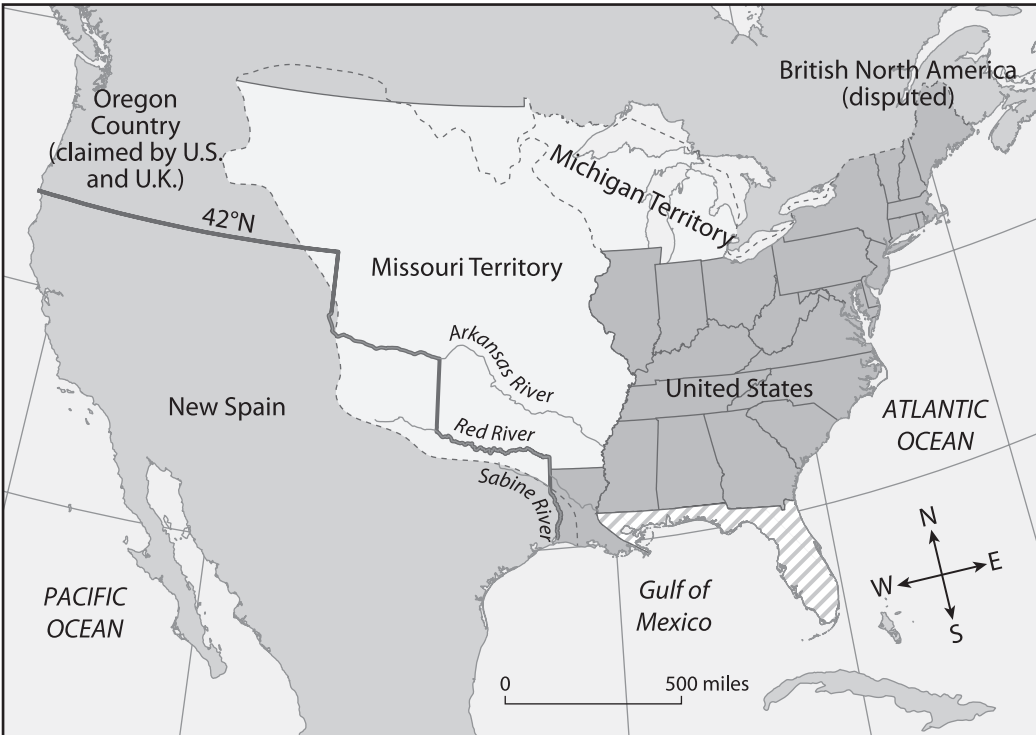 British North America
(disputed)
Oregon
Country
(claimed by U.S.
and U.K.)
Michigan Territory
42°N
Missouri Territory
Arkansas River
United States
New Spain
ATLANTIC
OCEAN
Red River
Sabine River
N
W
E
S
PACIFIC
OCEAN
Gulf of
Mexico
0
500 miles